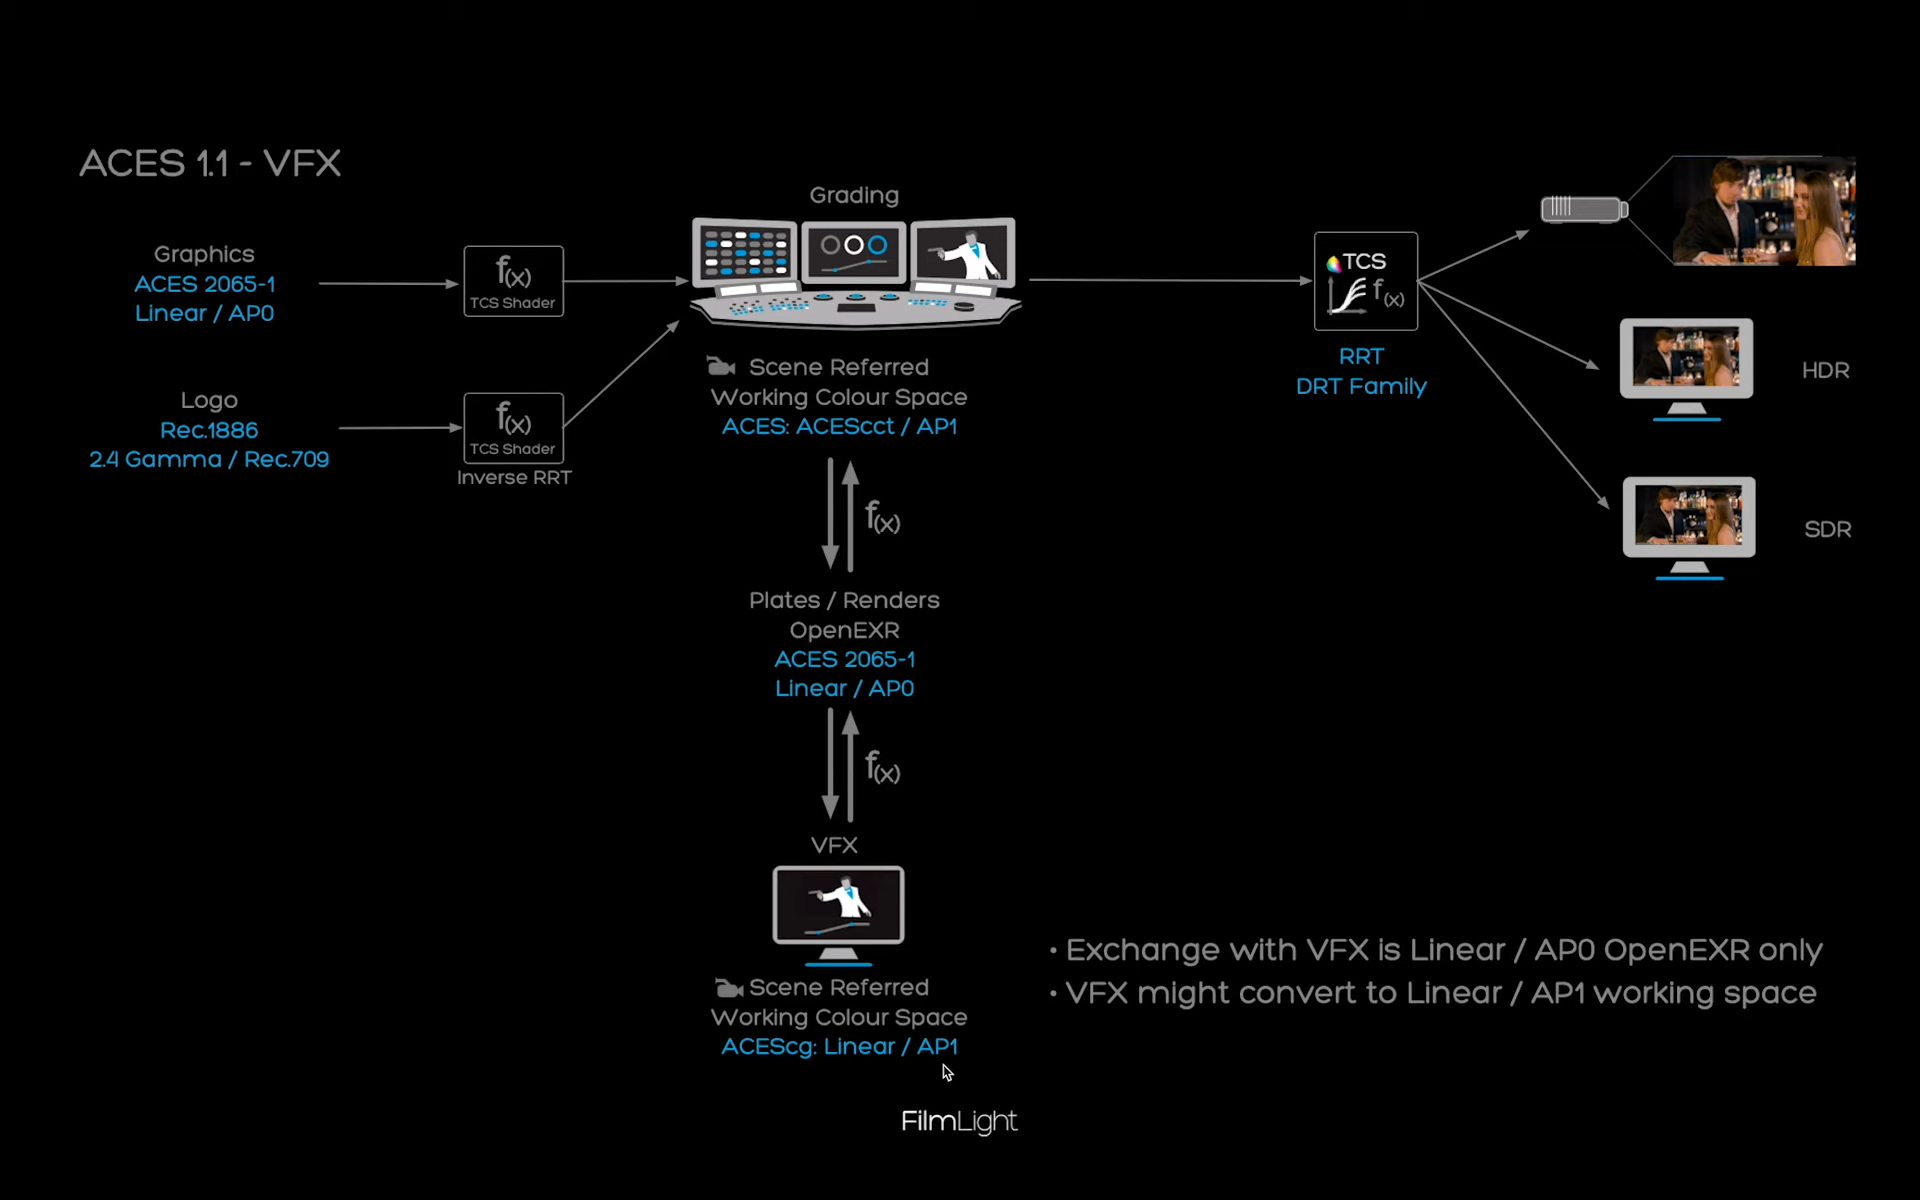 ACES 1.1 - VFX
Graphics
ACES 2065-1
Linear / AP0
f(x)
TCS Shader
Logo
Rec.1886
2.4 Gamma / Rec.709
f(x)
TCS Shader
Inverse RRT
Grading
Scene Referred
Working Colour Space
ACES: ACEScct / AP1
f(x)
Plates / Renders
OpenEXR
ACES 2065-1
Linear / AP0
f(x)
VFX
Scene Referred
Working Colour Space
ACEScg: Linear / AP1
TCS
f(x)
RRT
DRT Family
HDR
SDR
• Exchange with VFX is Linear / AP0 OpenEXR only
• VFX might convert to Linear / AP1 working space
FilmLight